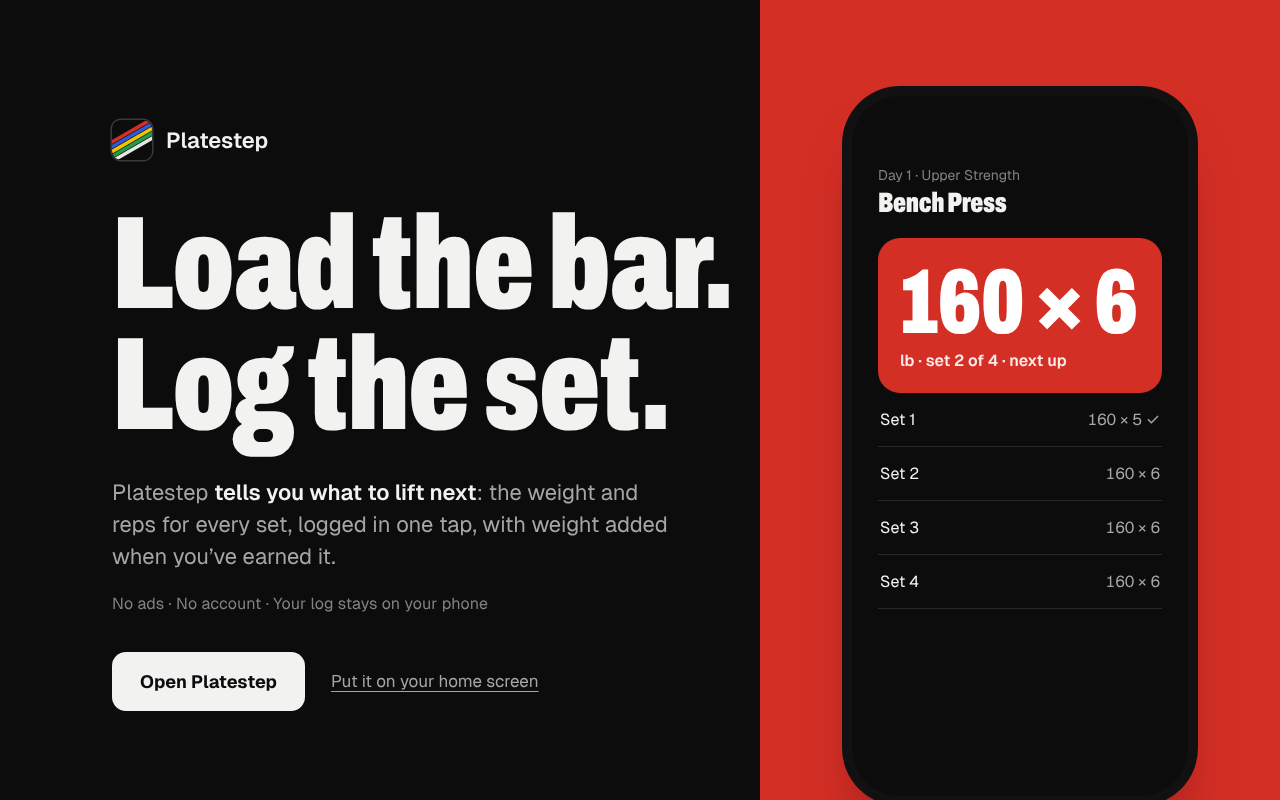 Platestep
Load the bar.
Log the set.
Platestep tells you what to lift next: the weight and
reps for every set, logged in one tap, with weight added
when you’ve earned it.
No ads · No account · Your log stays on your phone
Open Platestep
Put it on your home screen
Day 1 · Upper Strength
Bench Press
160 × 6
lb · set 2 of 4 · next up
Set 1 160 × 5 ✓
Set 2 160 × 6
Set 3 160 × 6
Set 4 160 × 6